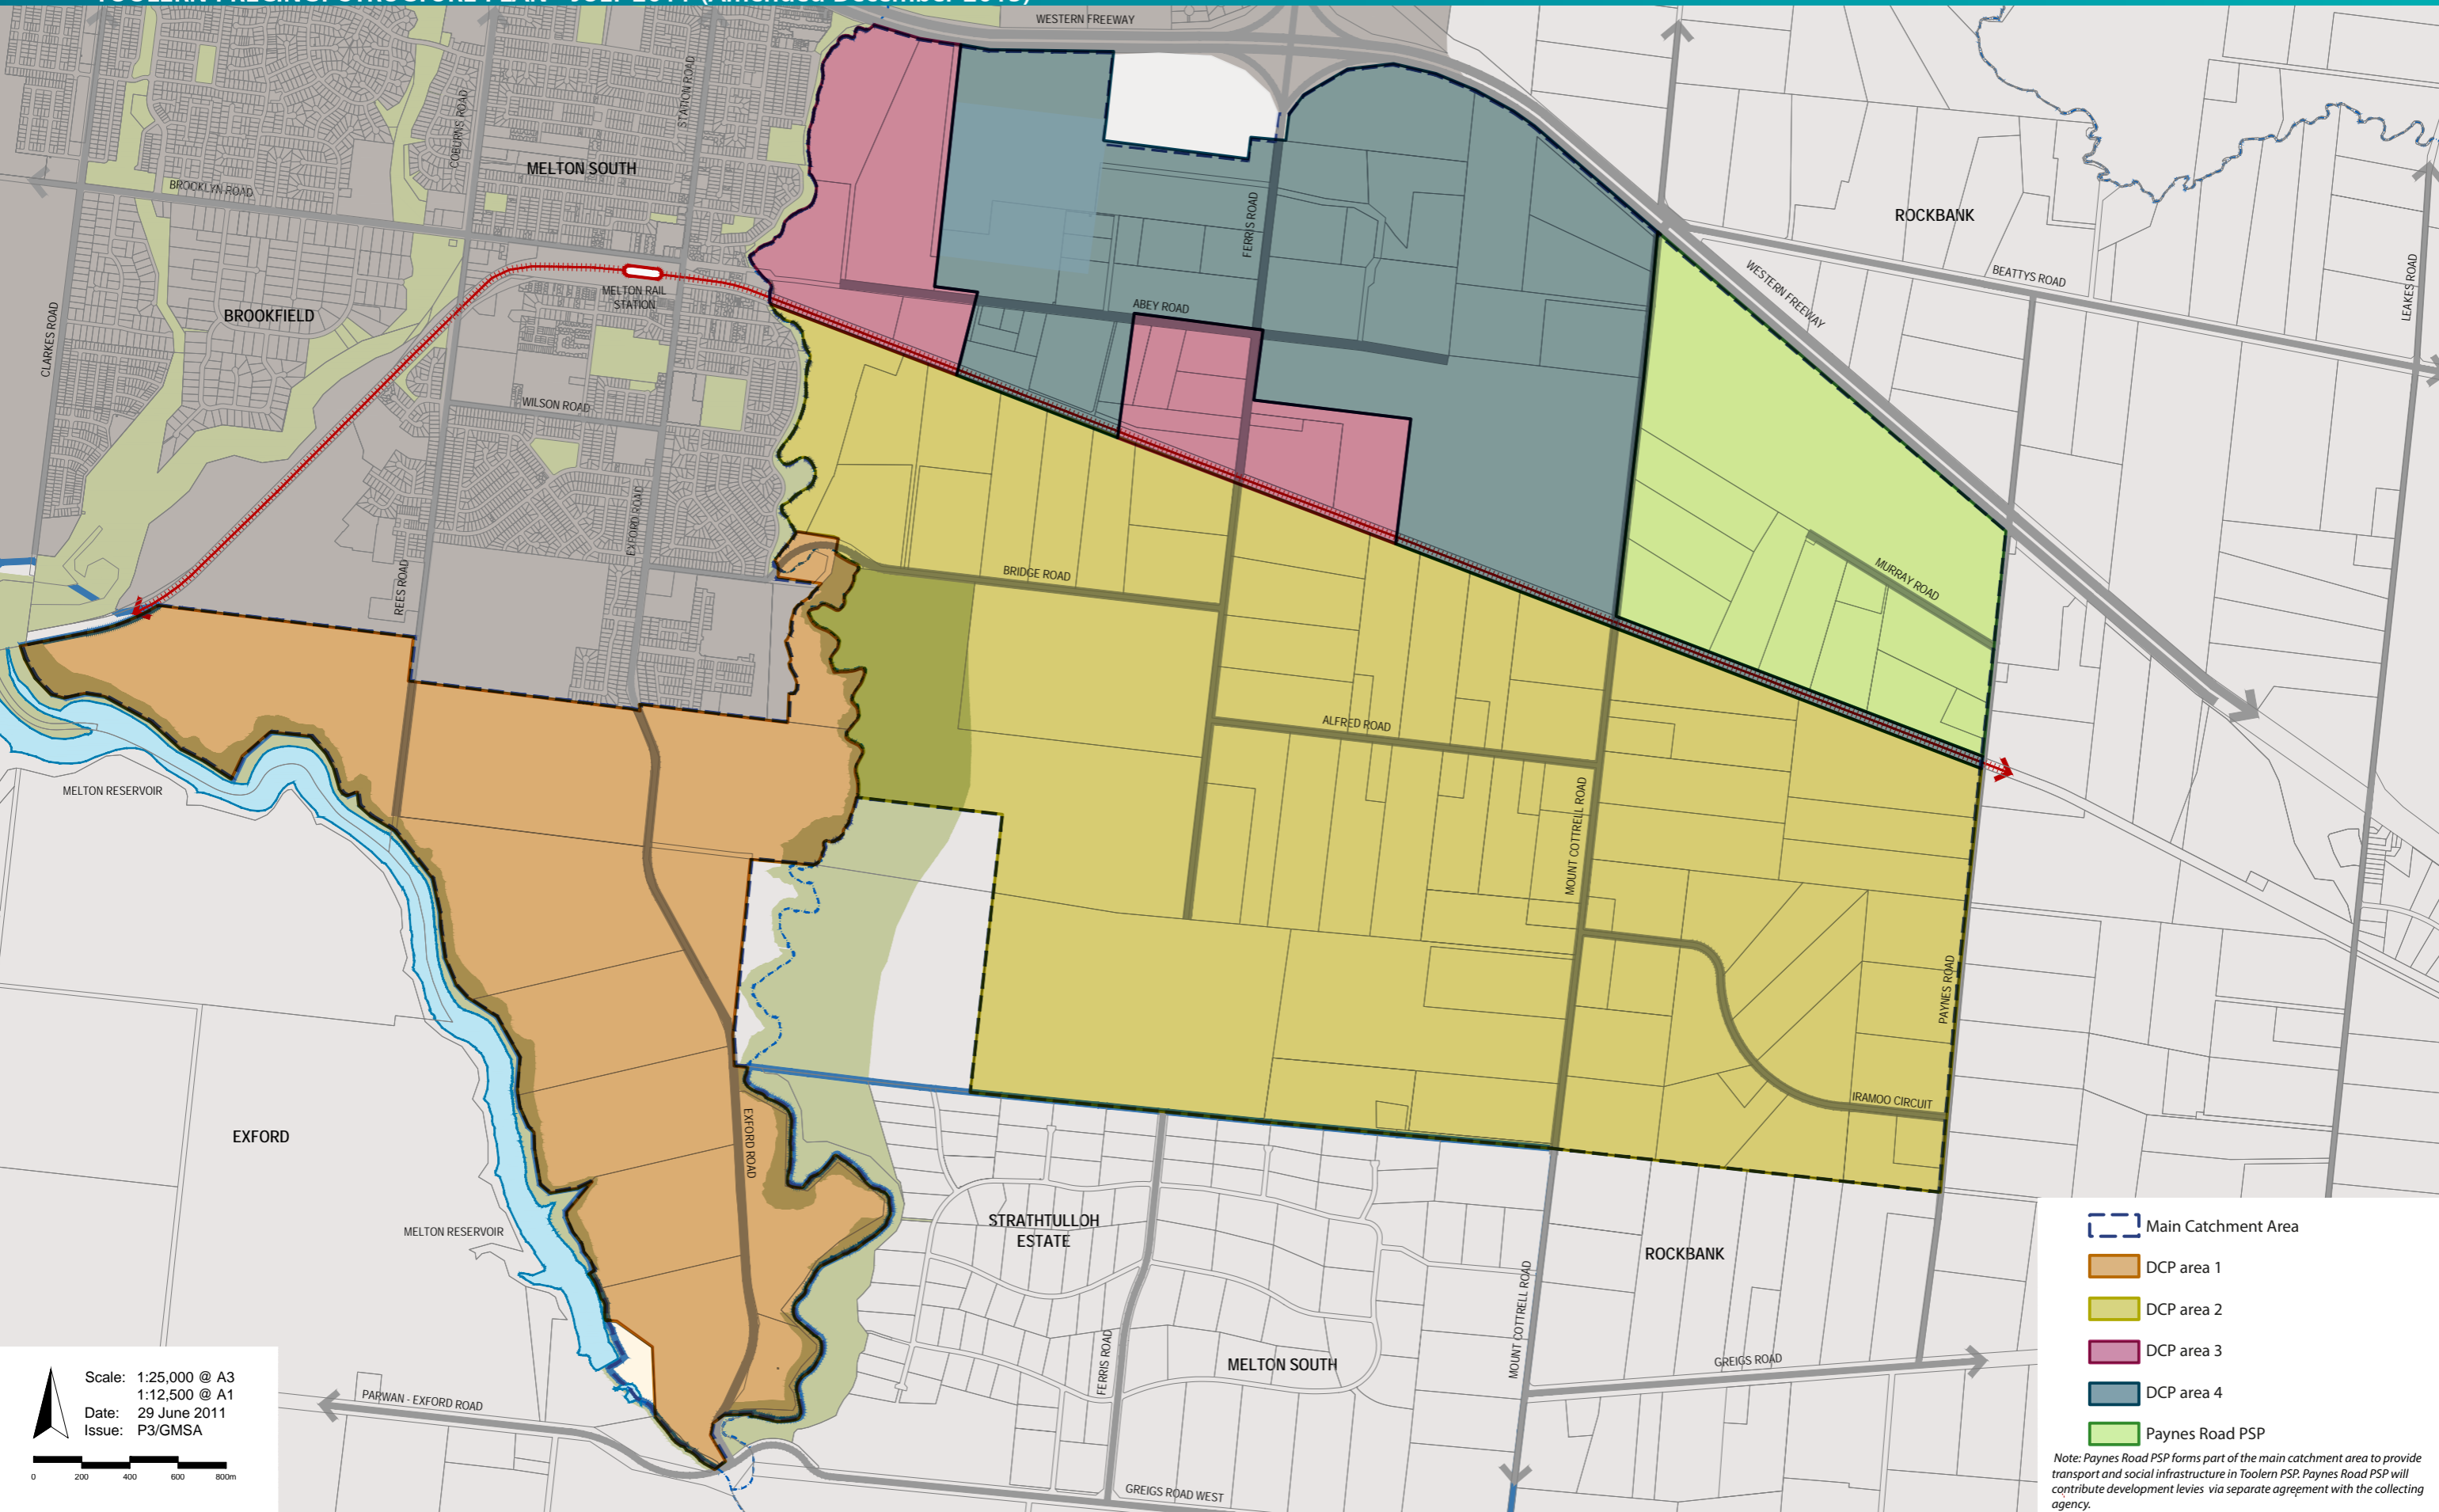 WESTERN FREEWAY
STATION ROAD
COBURNS ROAD
MELTON SOUTH
BROOKLYN ROAD
ROCKBANK
FERRIS ROAD
WESTERN FREEWAY
BEATTYS ROAD
LEAKES ROAD
MELTON RAIL
STATION
ABEY ROAD
BROOKFIELD
CLARKES ROAD
WILSON ROAD
EXFORD ROAD
REES ROAD
BRIDGE ROAD
MURRAY ROAD
ALFRED ROAD
MELTON RESERVOIR
MOUNT COTTRELL ROAD
PAYNES ROAD
IRAMOO CIRCUIT
EXFORD
EXFORD ROAD
MELTON RESERVOIR
STRATHTULLOH
ESTATE
ROCKBANK
MOUNT COTTRELL ROAD
FERRIS ROAD
MELTON SOUTH
GREIGS ROAD
PARWAN - EXFORD ROAD
GREIGS ROAD WEST
Main Catchment Area
DCP area 1
DCP area 2
DCP area 3
DCP area 4
Paynes Road PSP
Note: Paynes Road PSP forms part of the main catchment area to provide
transport and social infrastructure in Toolern PSP. Paynes Road PSP will
contribute development levies via separate agreement with the collecting
agency.
Scale: 1:25,000 @ A3
1:12,500 @ A1
Date: 29 June 2011
Issue: P3/GMSA
0 200 400 600 800m